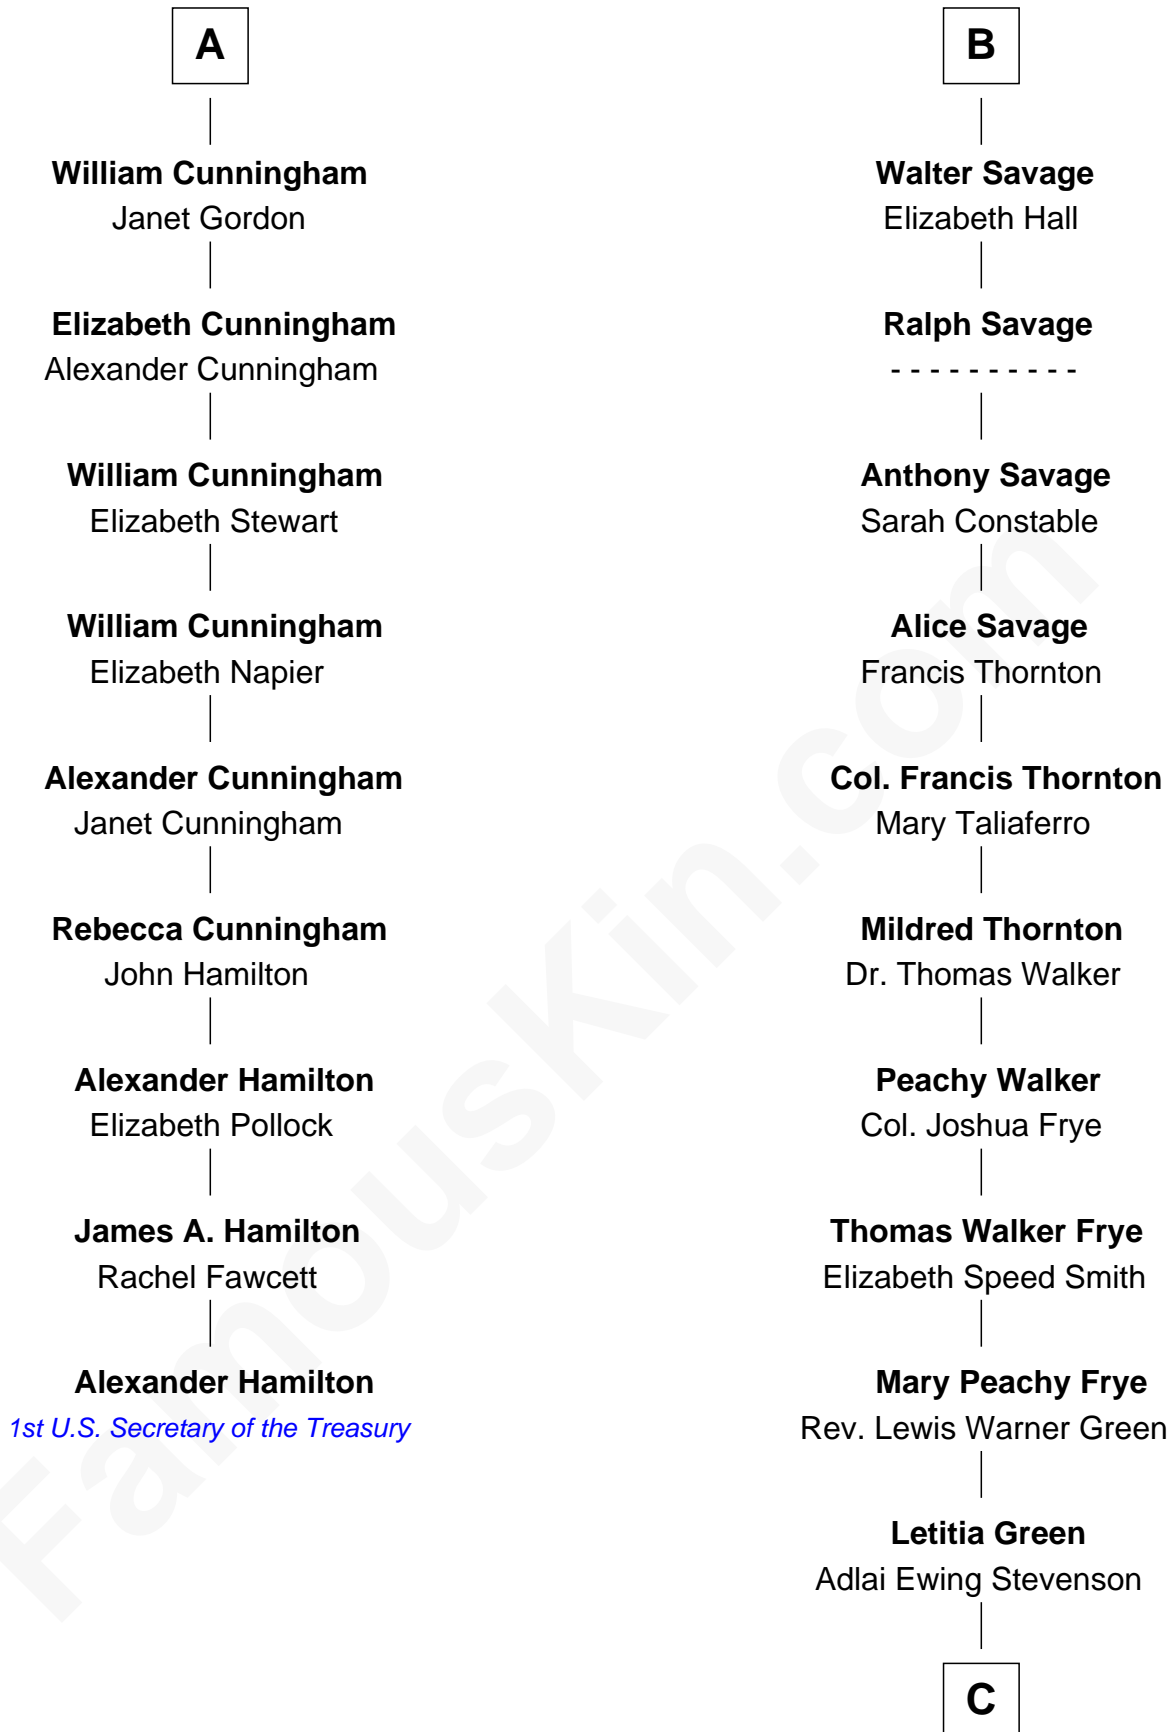 A
William Cunningham
Janet Gordon
Elizabeth Cunningham
Alexander Cunningham
William Cunningham
Elizabeth Stewart
William Cunningham
Elizabeth Napier
Alexander Cunningham
Janet Cunningham
Rebecca Cunningham
John Hamilton
Alexander Hamilton
Elizabeth Pollock
James A. Hamilton
Rachel Fawcett
Alexander Hamilton
1st U.S. Secretary of the Treasury
B
Walter Savage
Elizabeth Hall
Ralph Savage
- - - - - - - - - -
Anthony Savage
Sarah Constable
Alice Savage
Francis Thornton
Col. Francis Thornton
Mary Taliaferro
Mildred Thornton
Dr. Thomas Walker
Peachy Walker
Col. Joshua Frye
Thomas Walker Frye
Elizabeth Speed Smith
Mary Peachy Frye
Rev. Lewis Warner Green
Letitia Green
Adlai Ewing Stevenson
C
FamousKin.com